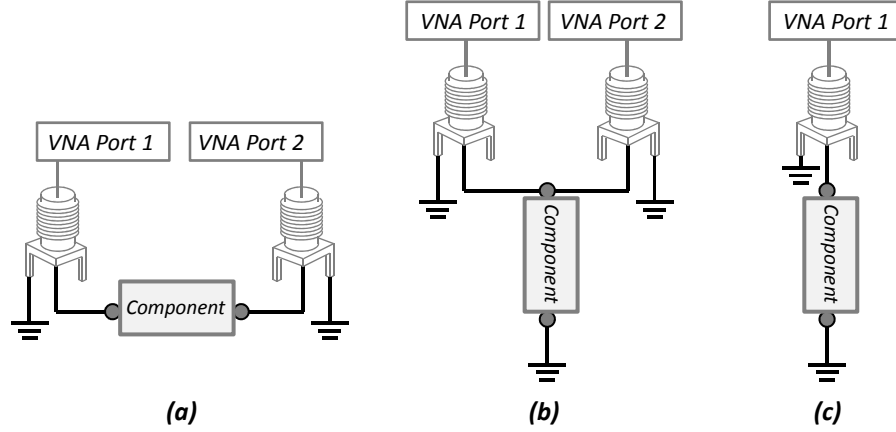 VNA Port 1
VNA Port 2
Component
(a)
VNA Port 1
VNA Port 2
Component
(b)
VNA Port 1
Component
(c)